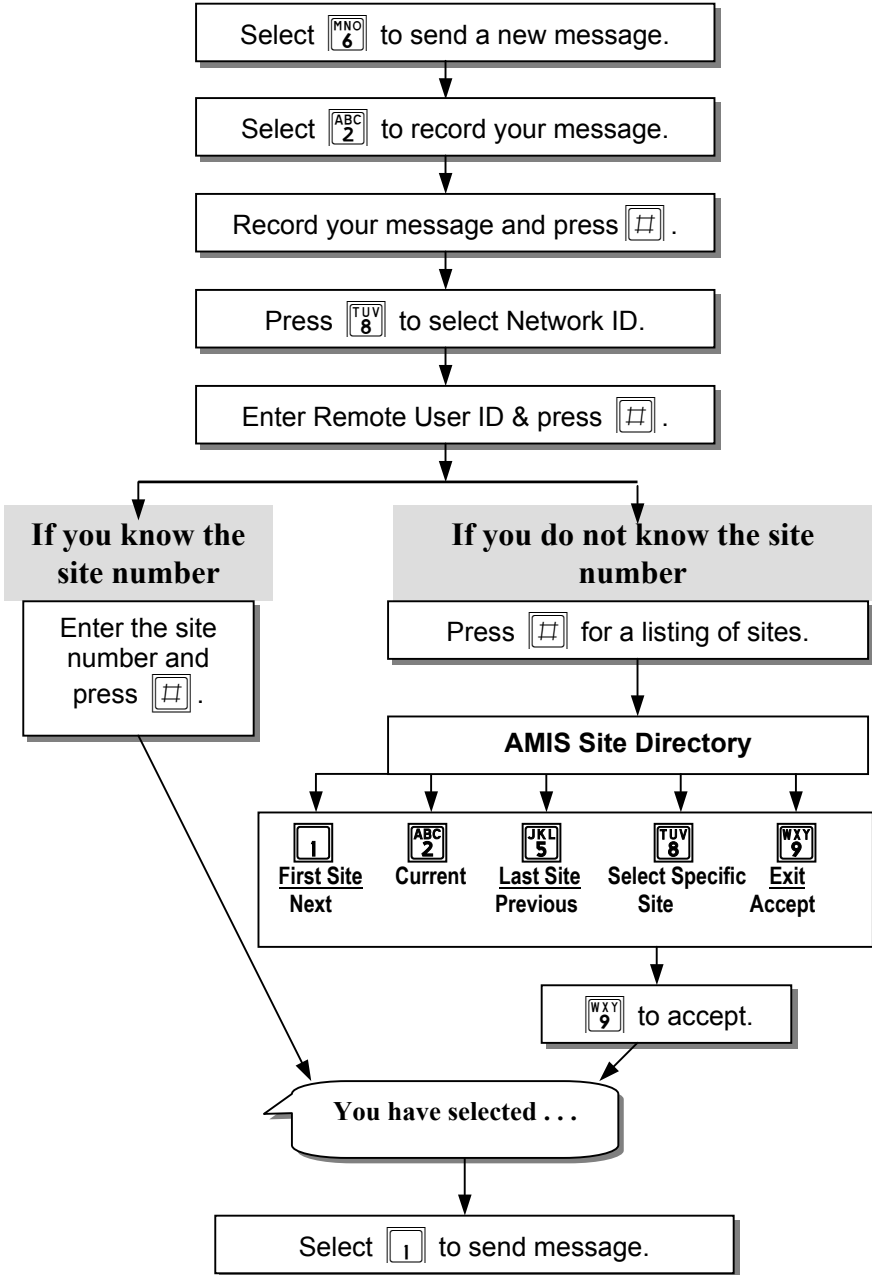 Select MNO 6 to send a new message.
Select ABC 2 to record your message.
Record your message and press # .
Press TUV 8 to select Network ID.
Enter Remote User ID & press # .
If you know the
site number
Enter the site
number and
press # .
If you do not know the site
number
Press # for a listing of sites.
AMIS Site Directory
1
First Site
Next
ABC 2
Current
JKL 5
Last Site
Previous
TUV 8
Select Specific
Site
WXY 9
Exit
Accept
WXY 9 to accept.
You have selected . . .
Select 1 to send message.